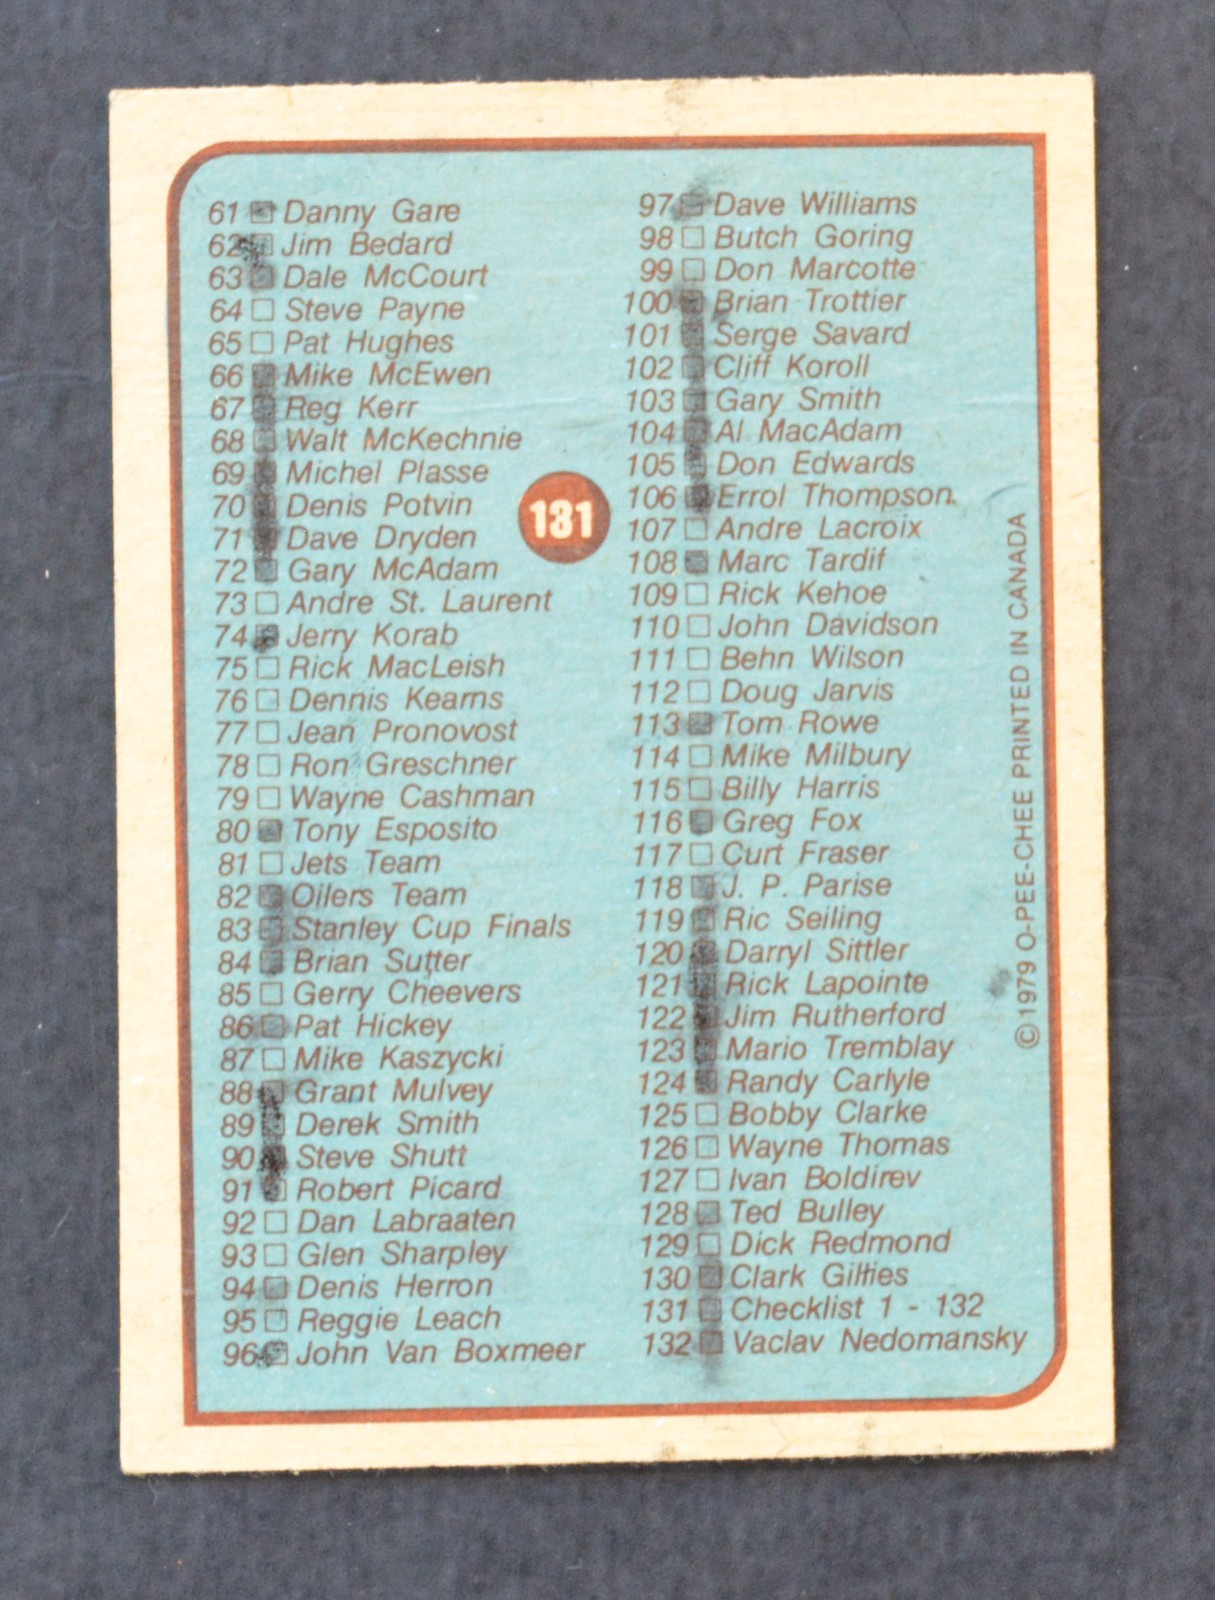 61 Danny Gare
62 Jim Bedard
63 Dale McCourt
64 Steve Payne
65 Pat Hughes
66 Mike McEwen
67 Reg Kerr
68 Walt McKechnie
69 Michel Plasse
70 Denis Potvin
71 Dave Dryden
72 Gary McAdam
73 Andre St. Laurent
74 Jerry Korab
75 Rick MacLeish
76 Dennis Kearns
77 Jean Pronovost
78 Ron Greschner
79 Wayne Cashman
80 Tony Esposito
81 Jets Team
82 Oilers Team
83 Stanley Cup Finals
84 Brian Sutter
85 Gerry Cheevers
86 Pat Hickey
87 Mike Kaszycki
88 Grant Mulvey
89 Derek Smith
90 Steve Shutt
91 Robert Picard
92 Dan Labraaten
93 Glen Sharpley
94 Denis Herron
95 Reggie Leach
96 John Van Boxmeer
131
97 Dave Williams
98 Butch Goring
99 Don Marcotte
100 Brian Trottier
101 Serge Savard
102 Cliff Koroll
103 Gary Smith
104 Al MacAdam
105 Don Edwards
106 Errol Thompson
107 Andre Lacroix
108 Marc Tardif
109 Rick Kehoe
110 John Davidson
111 Behn Wilson
112 Doug Jarvis
113 Tom Rowe
114 Mike Milbury
115 Billy Harris
116 Greg Fox
117 Curt Fraser
118 J. P. Parise
119 Ric Seiling
120 Darryl Sittler
121 Rick Lapointe
122 Jim Rutherford
123 Mario Tremblay
124 Randy Carlyle
125 Bobby Clarke
126 Wayne Thomas
127 Ivan Boldirev
128 Ted Bulley
129 Dick Redmond
130 Clark Gillies
131 Checklist 1 - 132
132 Vaclav Nedomansky
© 1979 O-PEE-CHEE PRINTED IN CANADA